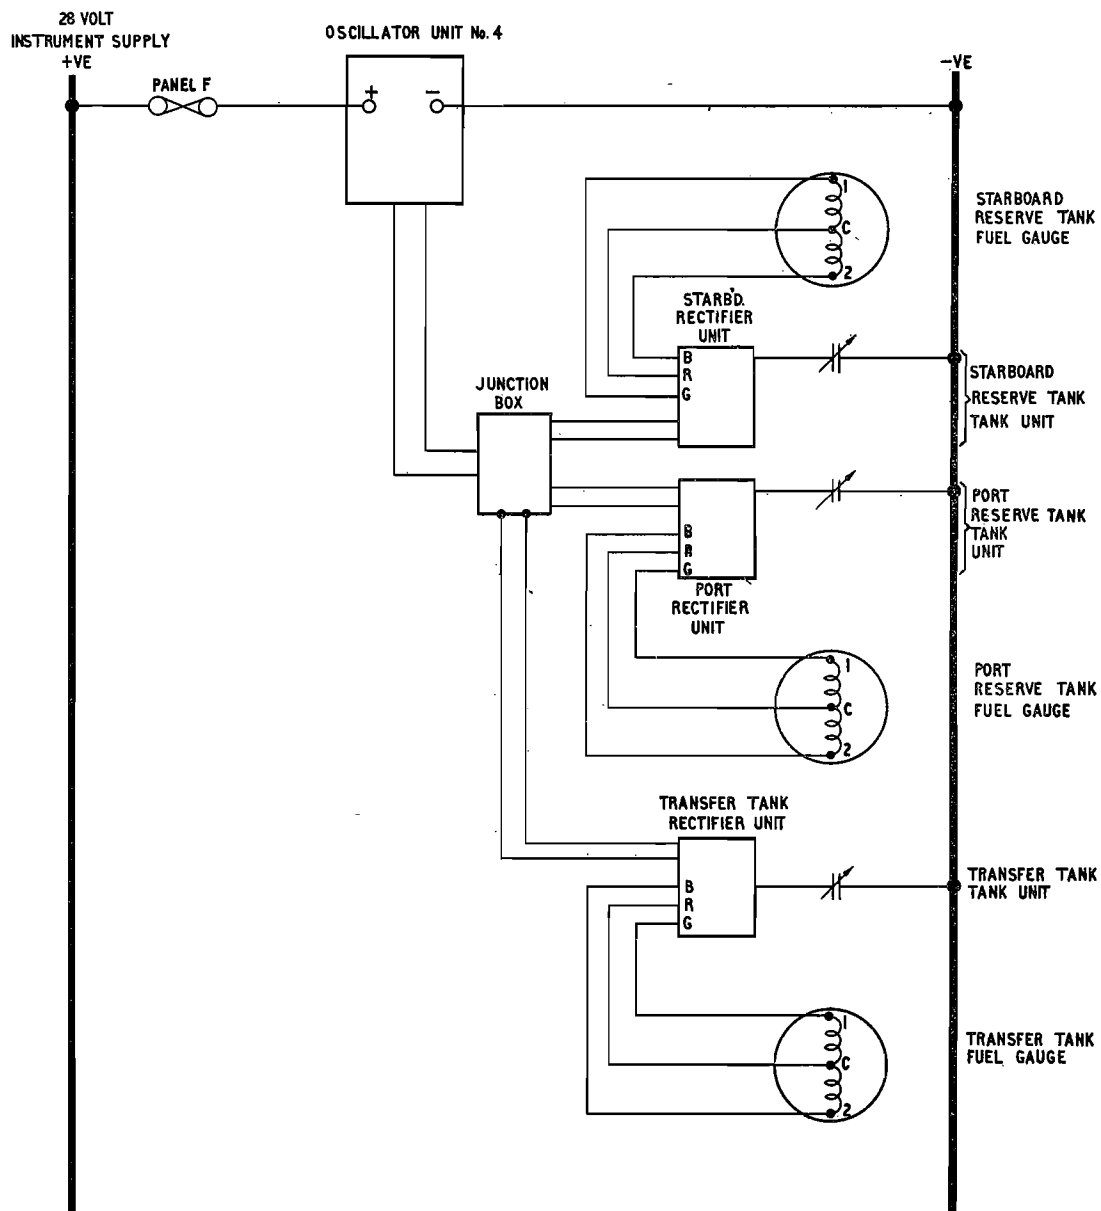 28 VOLT
INSTRUMENT SUPPLY
+VE
PANEL F
OSCILLATOR UNIT No. 4
+
-
-VE
1
C
2
STARBOARD
RESERVE TANK
FUEL GAUGE
STARB'D.
RECTIFIER
UNIT
B
R
G
STARBOARD
RESERVE TANK
TANK UNIT
JUNCTION
BOX
PORT
RESERVE TANK
TANK
UNIT
B
R
G
PORT
RECTIFIER
UNIT
1
C
2
PORT
RESERVE TANK
FUEL GAUGE
TRANSFER TANK
RECTIFIER UNIT
B
R
G
TRANSFER TANK
TANK UNIT
1
C
2
TRANSFER TANK
FUEL GAUGE